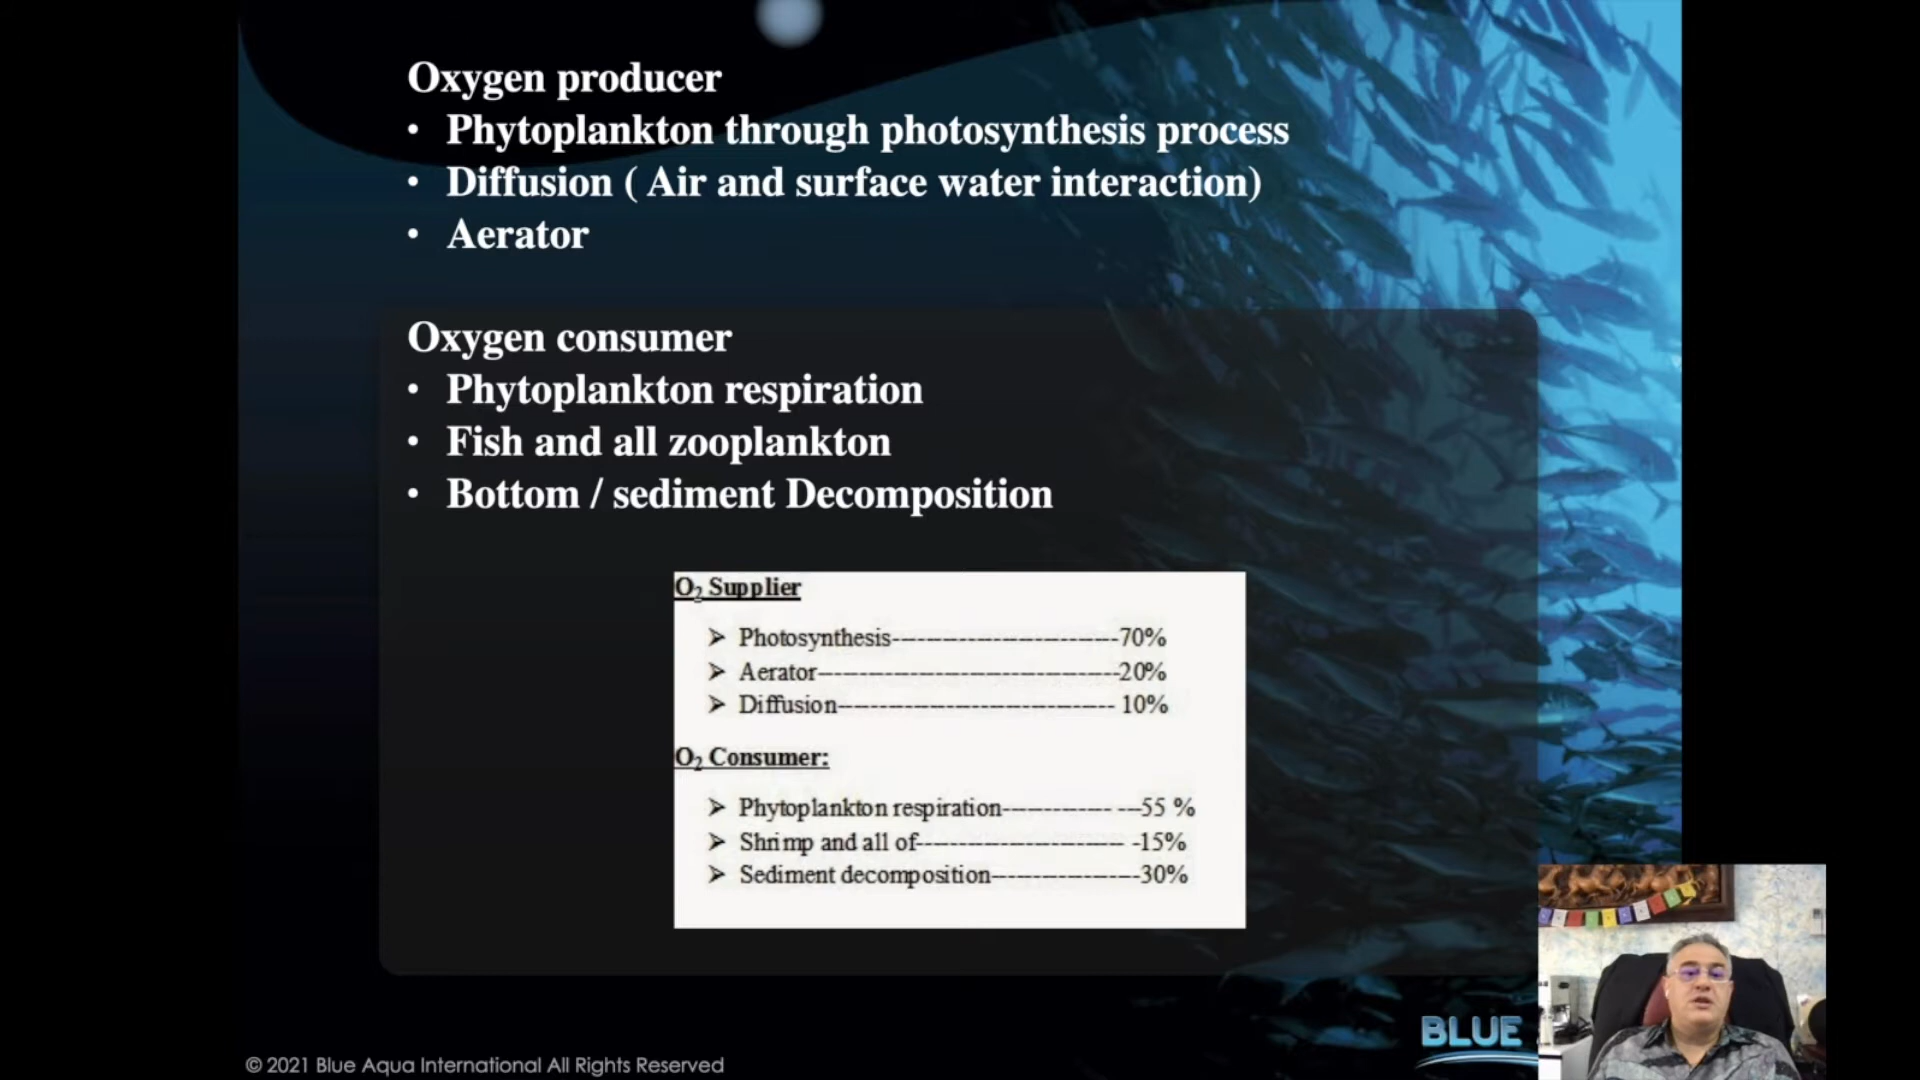 Oxygen producer
• Phytoplankton through photosynthesis process
• Diffusion ( Air and surface water interaction)
• Aerator
Oxygen consumer
• Phytoplankton respiration
• Fish and all zooplankton
• Bottom / sediment Decomposition
O₂ Supplier
➢ Photosynthesis----------------------------70%
➢ Aerator--------------------------------------20%
➢ Diffusion---------------------------------- 10%
O₂ Consumer:
➢ Phytoplankton respiration------------- ---55 %
➢ Shrimp and all of-------------------------- -15%
➢ Sediment decomposition------------------30%
BLUE
© 2021 Blue Aqua International All Rights Reserved